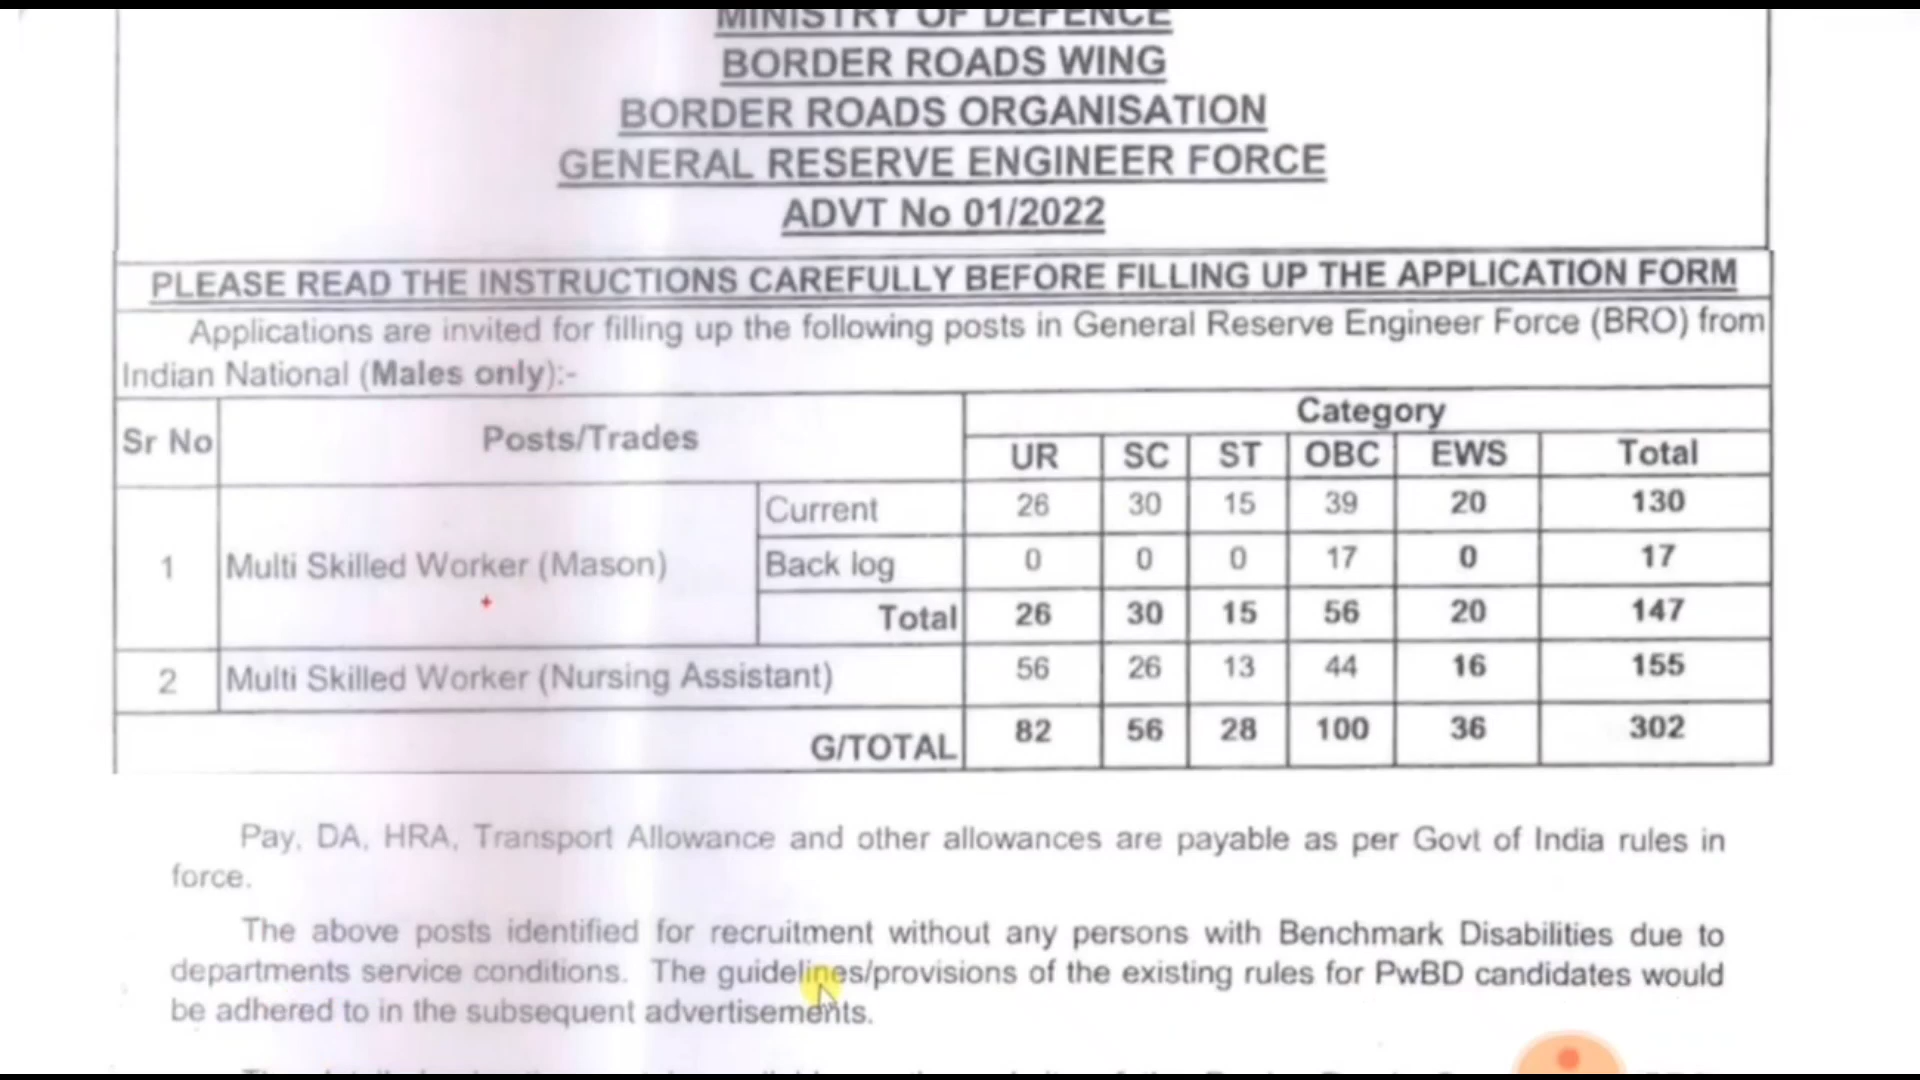 MINISTRY OF DEFENCE
BORDER ROADS WING
BORDER ROADS ORGANISATION
GENERAL RESERVE ENGINEER FORCE
ADVT No 01/2022
PLEASE READ THE INSTRUCTIONS CAREFULLY BEFORE FILLING UP THE APPLICATION FORM
Applications are invited for filling up the following posts in General Reserve Engineer Force (BRO) from
Indian National (Males only):-
Sr No Posts/Trades Category
UR SC ST OBC EWS Total
1 Multi Skilled Worker (Mason) Current 26 30 15 39 20 130
Back log 0 0 0 17 0 17
Total 26 30 15 56 20 147
2 Multi Skilled Worker (Nursing Assistant) 56 26 13 44 16 155
G/TOTAL 82 56 28 100 36 302
Pay, DA, HRA, Transport Allowance and other allowances are payable as per Govt of India rules in
force.
The above posts identified for recruitment without any persons with Benchmark Disabilities due to
departments service conditions. The guidelines/provisions of the existing rules for PwBD candidates would
be adhered to in the subsequent advertisements.